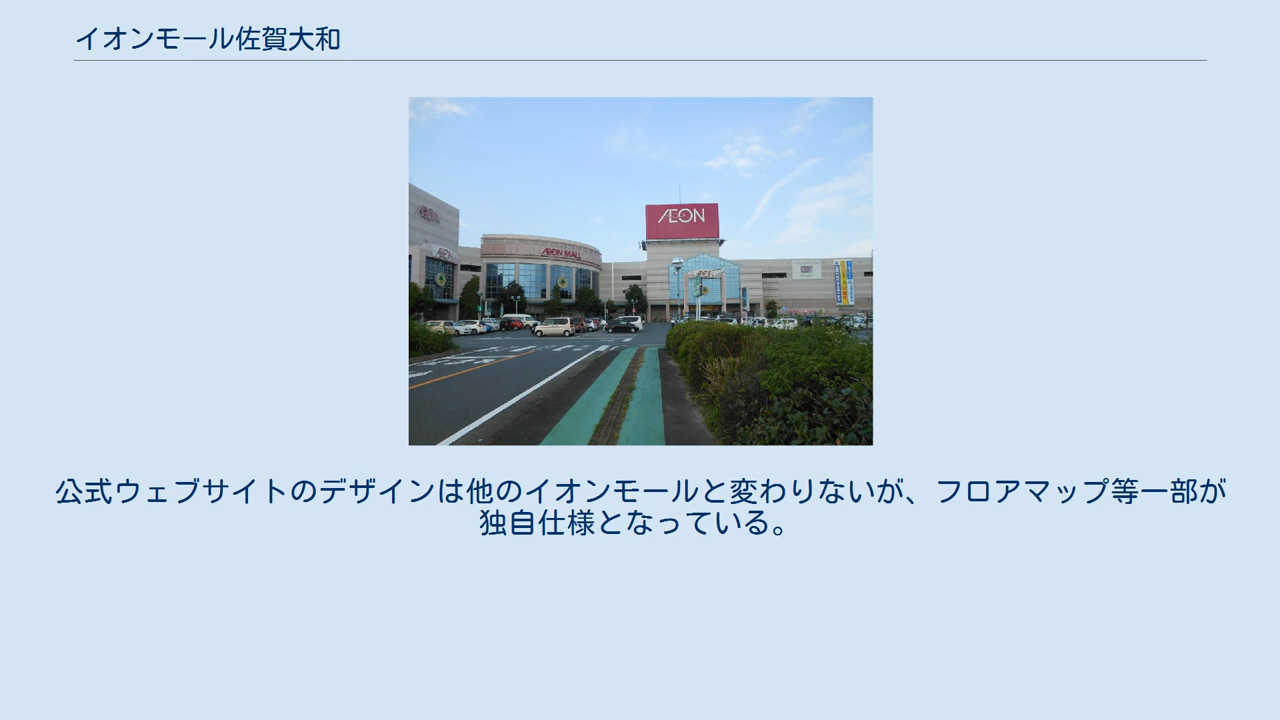 イオンモール佐賀大和
ÆON
ÆON MALL
公式ウェブサイトのデザインは他のイオンモールと変わりないが、フロアマップ等一部が
独自仕様となっている。